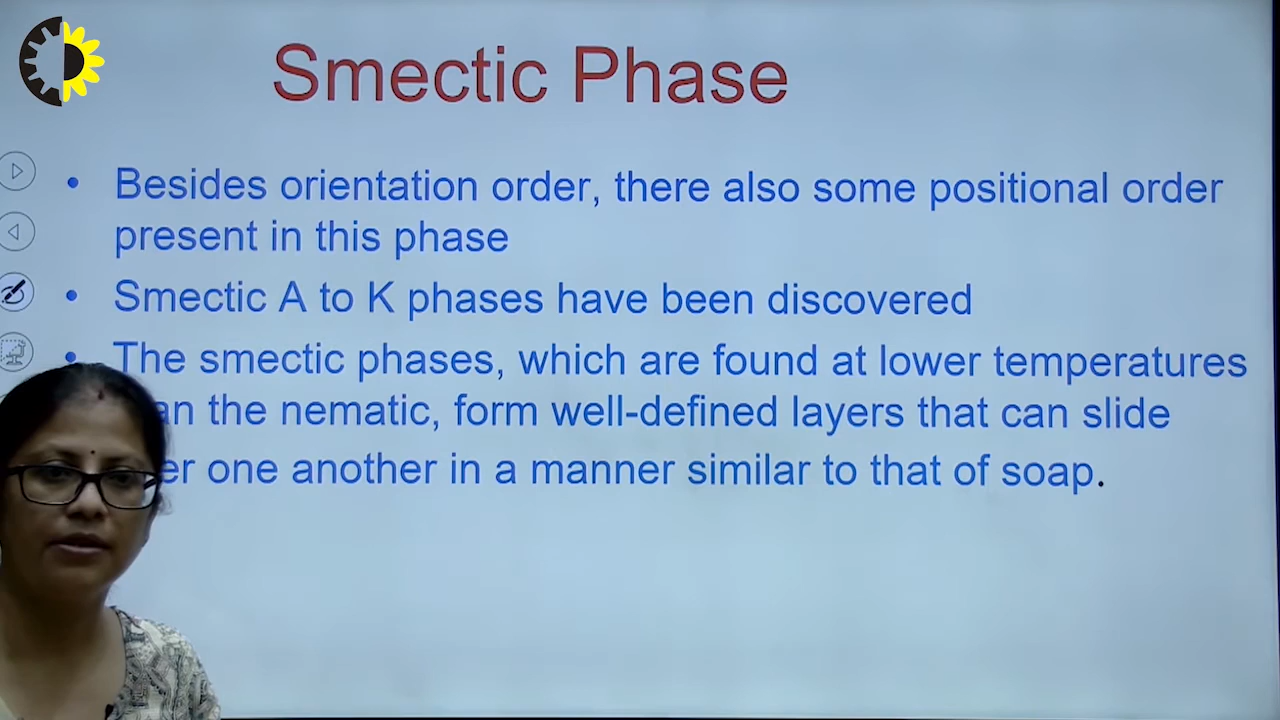 Smectic Phase
• Besides orientation order, there also some positional order
present in this phase
• Smectic A to K phases have been discovered
• The smectic phases, which are found at lower temperatures
the nematic, form well-defined layers that can slide
one another in a manner similar to that of soap.